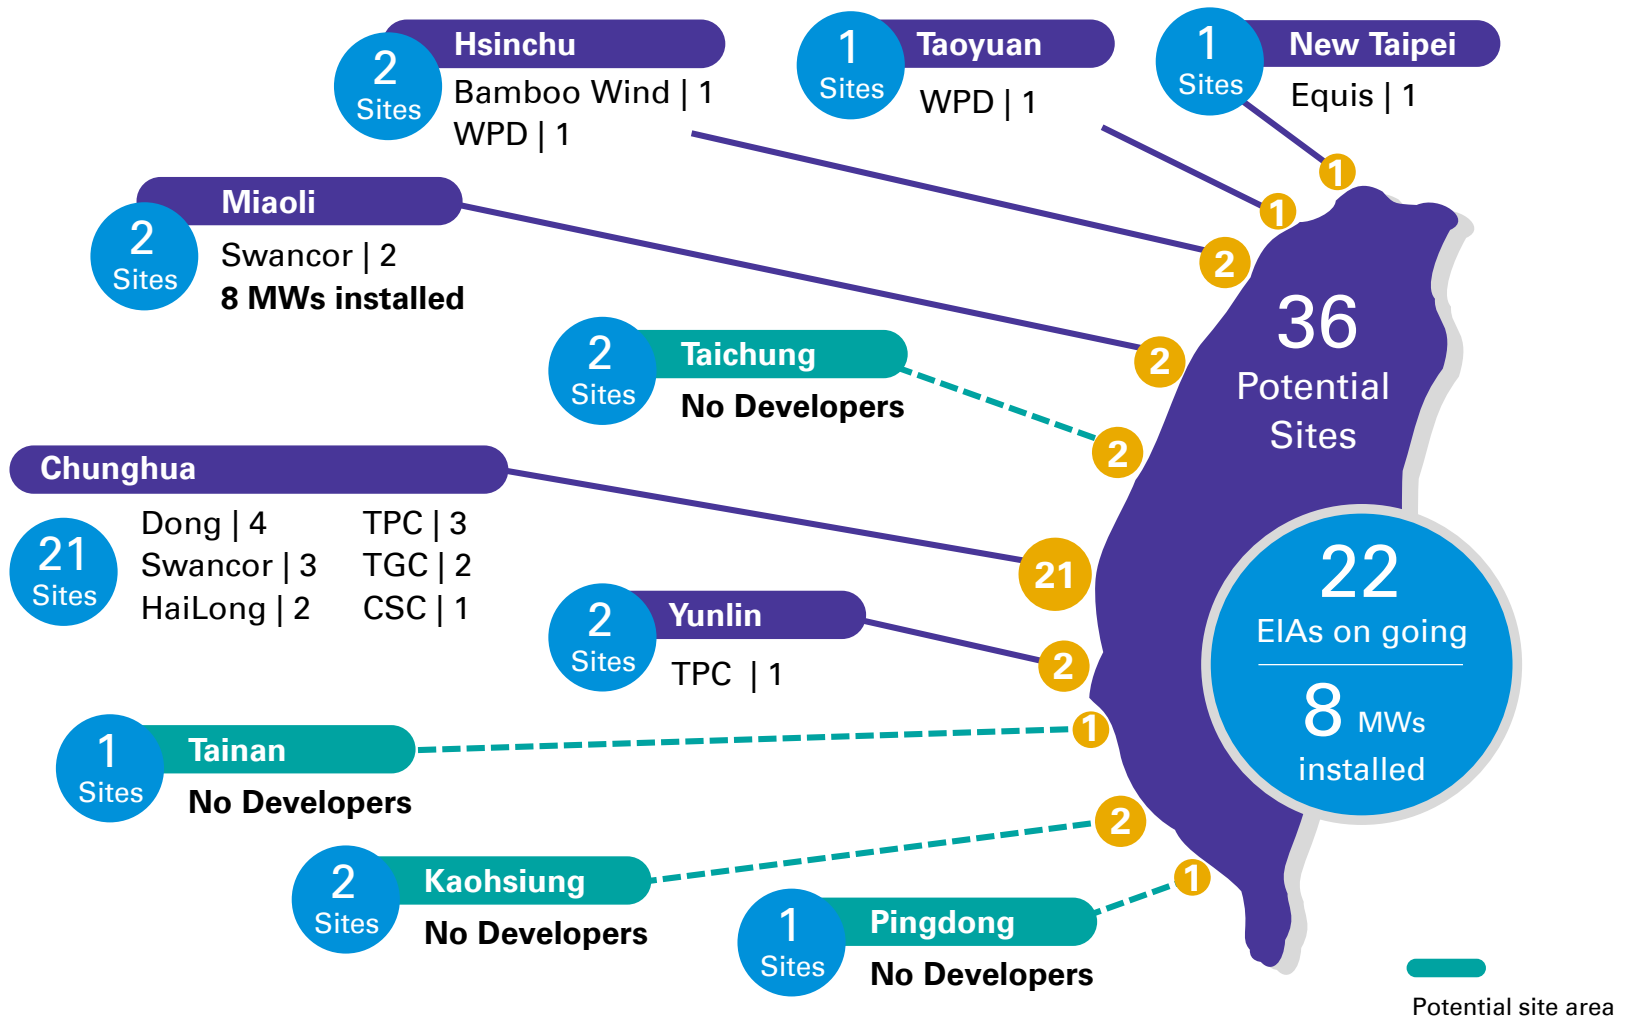 2
Sites
Hsinchu
Bamboo Wind | 1
WPD | 1
1
Sites
Taoyuan
WPD | 1
1
Sites
New Taipei
Equis | 1
2
Sites
Miaoli
Swancor | 2
8 MWs installed
2
Sites
Taichung
No Developers
Chunghua
21
Sites
Dong | 4
Swancor | 3
HaiLong | 2
TPC | 3
TGC | 2
CSC | 1
2
Sites
Yunlin
TPC | 1
1
Sites
Tainan
No Developers
2
Sites
Kaohsiung
No Developers
1
Sites
Pingdong
No Developers
1
1
2
2
2
21
2
1
2
1
36
Potential
Sites
22
EIAs on going
8 MWs
installed
Potential site area